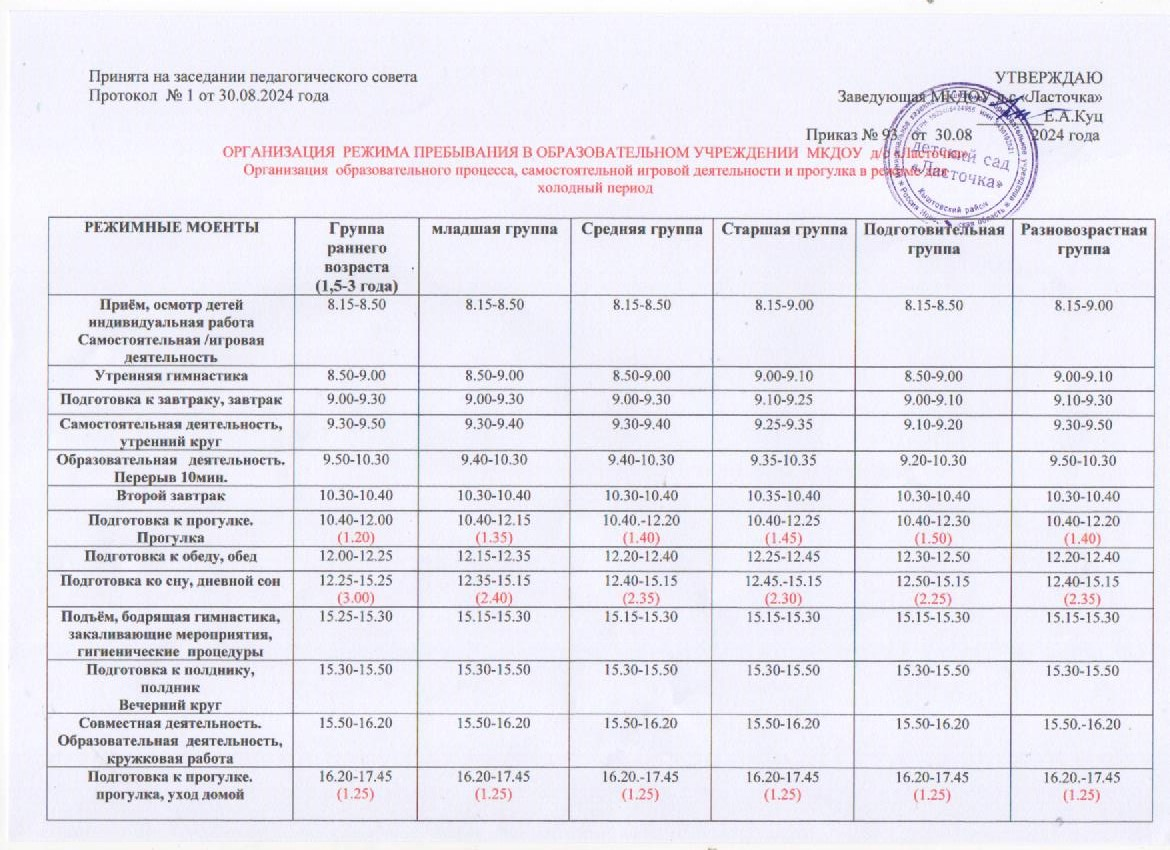 Принята на заседании педагогического совета
УТВЕРЖДАЮ
Протокол № 1 от 30.08.2024 года
Заведующая МКДОУ д с «Ласточка»
Е.А.Куц
Приказ № 93 от 30.08 2024 года
ОРГАНИЗАЦИЯ РЕЖИМА ПРЕБЫВАНИЯ В ОБРАЗОВАТЕЛЬНОМ УЧРЕЖДЕНИИ МКДОУ д/с «Ласточка»
Организация образовательного процесса, самостоятельной игровой деятельности и прогулка в режиме дня
холодный период
детский сад
«Ласточка»
Кыштовский район
РЕЖИМНЫЕ МОЕНТЫ
Группа
раннего
возраста
(1,5-3 года)
младшая группа
Средняя группа
Старшая группа
Подготовительная
группа
Разновозрастная
группа
Приём, осмотр детей
индивидуальная работа
Самостоятельная /игровая
деятельность
8.15-8.50
8.15-8.50
8.15-8.50
8.15-9.00
8.15-8.50
8.15-9.00
Утренняя гимнастика
8.50-9.00
8.50-9.00
8.50-9.00
9.00-9.10
8.50-9.00
9.00-9.10
Подготовка к завтраку, завтрак
9.00-9.30
9.00-9.30
9.00-9.30
9.10-9.25
9.00-9.10
9.10-9.30
Самостоятельная деятельность,
утренний круг
9.30-9.50
9.30-9.40
9.30-9.40
9.25-9.35
9.10-9.20
9.30-9.50
Образовательная деятельность.
Перерыв 10мин.
9.50-10.30
9.40-10.30
9.40-10.30
9.35-10.35
9.20-10.30
9.50-10.30
Второй завтрак
10.30-10.40
10.30-10.40
10.30-10.40
10.35-10.40
10.30-10.40
10.30-10.40
Подготовка к прогулке.
Прогулка
10.40-12.00
(1.20)
10.40-12.15
(1.35)
10.40.-12.20
(1.40)
10.40-12.25
(1.45)
10.40-12.30
(1.50)
10.40-12.20
(1.40)
Подготовка к обеду, обед
12.00-12.25
12.15-12.35
12.20-12.40
12.25-12.45
12.30-12.50
12.20-12.40
Подготовка ко сну, дневной сон
12.25-15.25
(3.00)
12.35-15.15
(2.40)
12.40-15.15
(2.35)
12.45.-15.15
(2.30)
12.50-15.15
(2.25)
12.40-15.15
(2.35)
Подъём, бодрящая гимнастика,
закаливающие мероприятия,
гигиенические процедуры
15.25-15.30
15.15-15.30
15.15-15.30
15.15-15.30
15.15-15.30
15.15-15.30
Подготовка к полднику,
полдник
Вечерний круг
15.30-15.50
15.30-15.50
15.30-15.50
15.30-15.50
15.30-15.50
15.30-15.50
Совместная деятельность.
Образовательная деятельность,
кружковая работа
15.50-16.20
15.50-16.20
15.50-16.20
15.50-16.20
15.50-16.20
15.50.-16.20
Подготовка к прогулке.
прогулка, уход домой
16.20-17.45
(1.25)
16.20-17.45
(1.25)
16.20.-17.45
(1.25)
16.20-17.45
(1.25)
16.20-17.45
(1.25)
16.20.-17.45
(1.25)